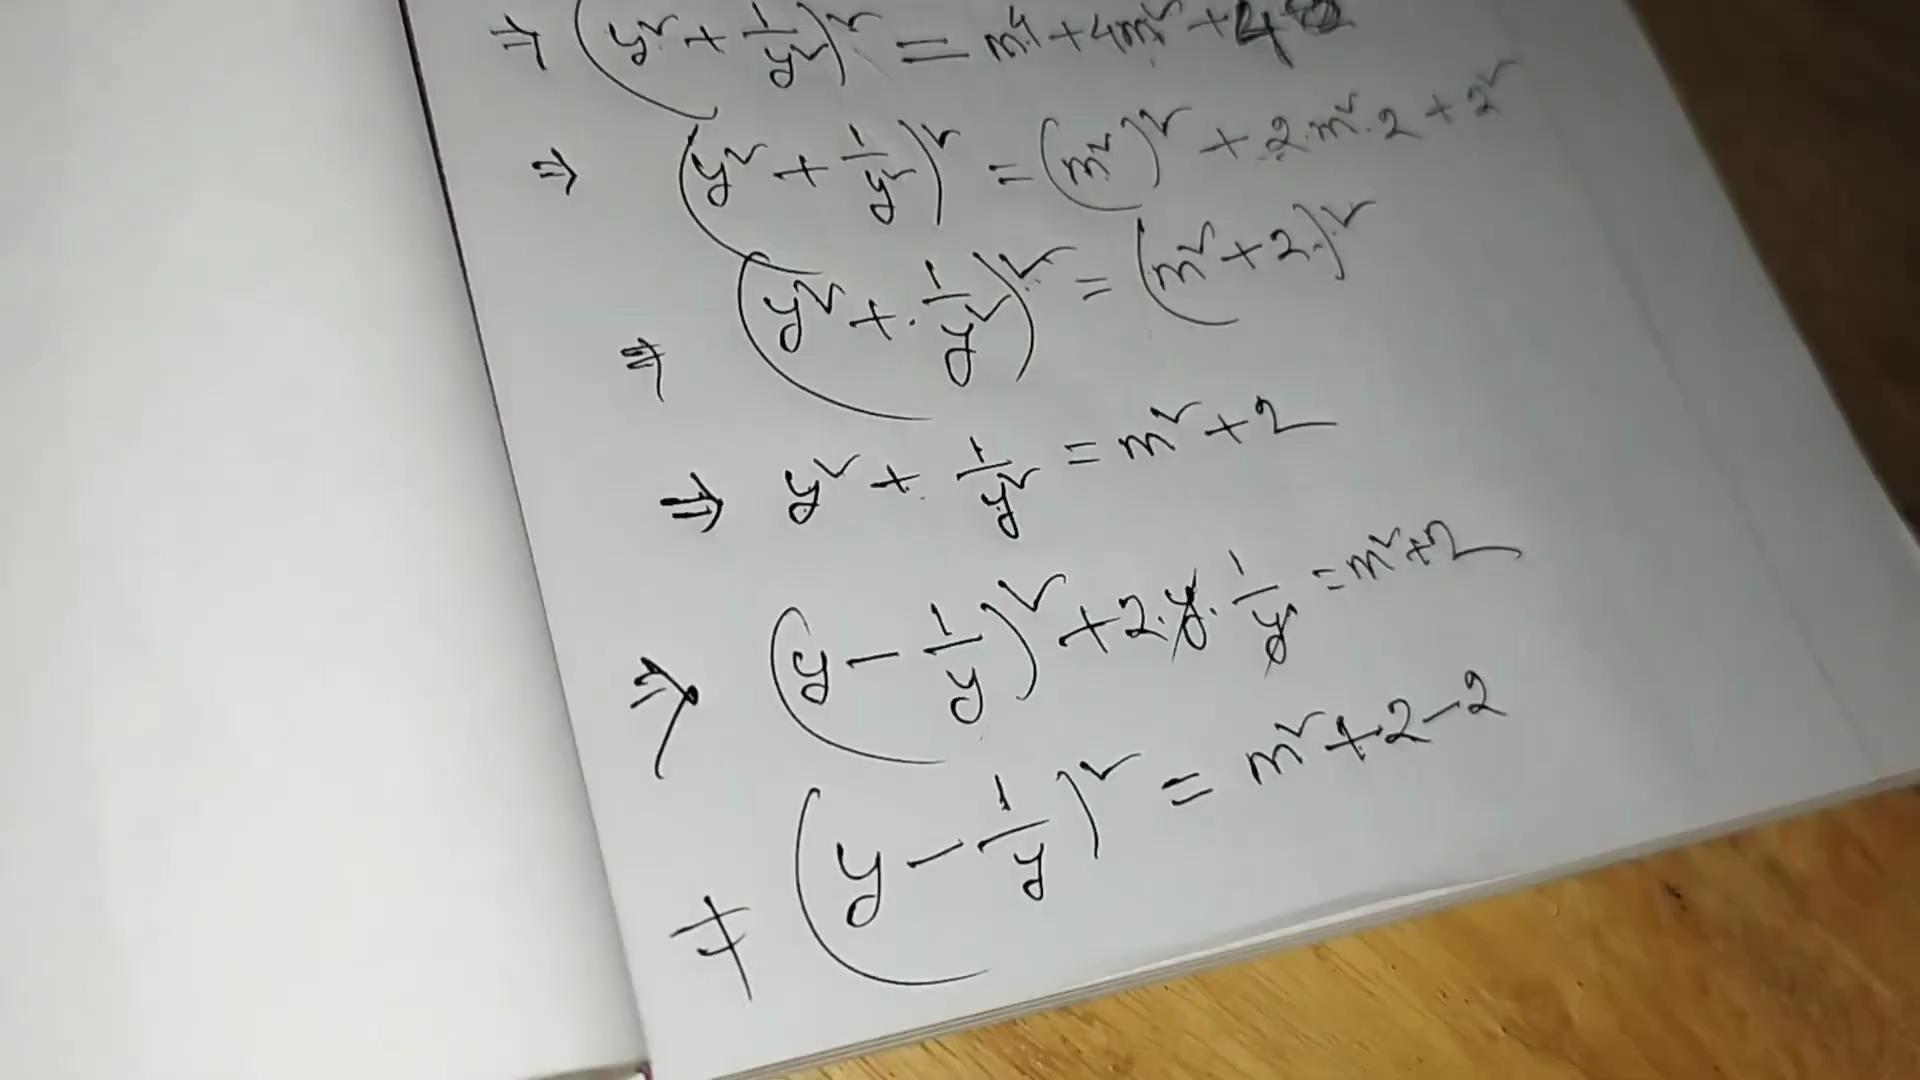 ⇒ (y² + 1/y²)² = m⁴ + 4m² + 4
⇒ (y² + 1/y²)² = (m²)² + 2.m².2 + 2²
⇒ (y² + 1/y²)² = (m² + 2)²
⇒ y² + 1/y² = m² + 2
⇒ (y - 1/y)² + 2.y.1/y = m² + 2
⇒ (y - 1/y)² = m² + 2 - 2